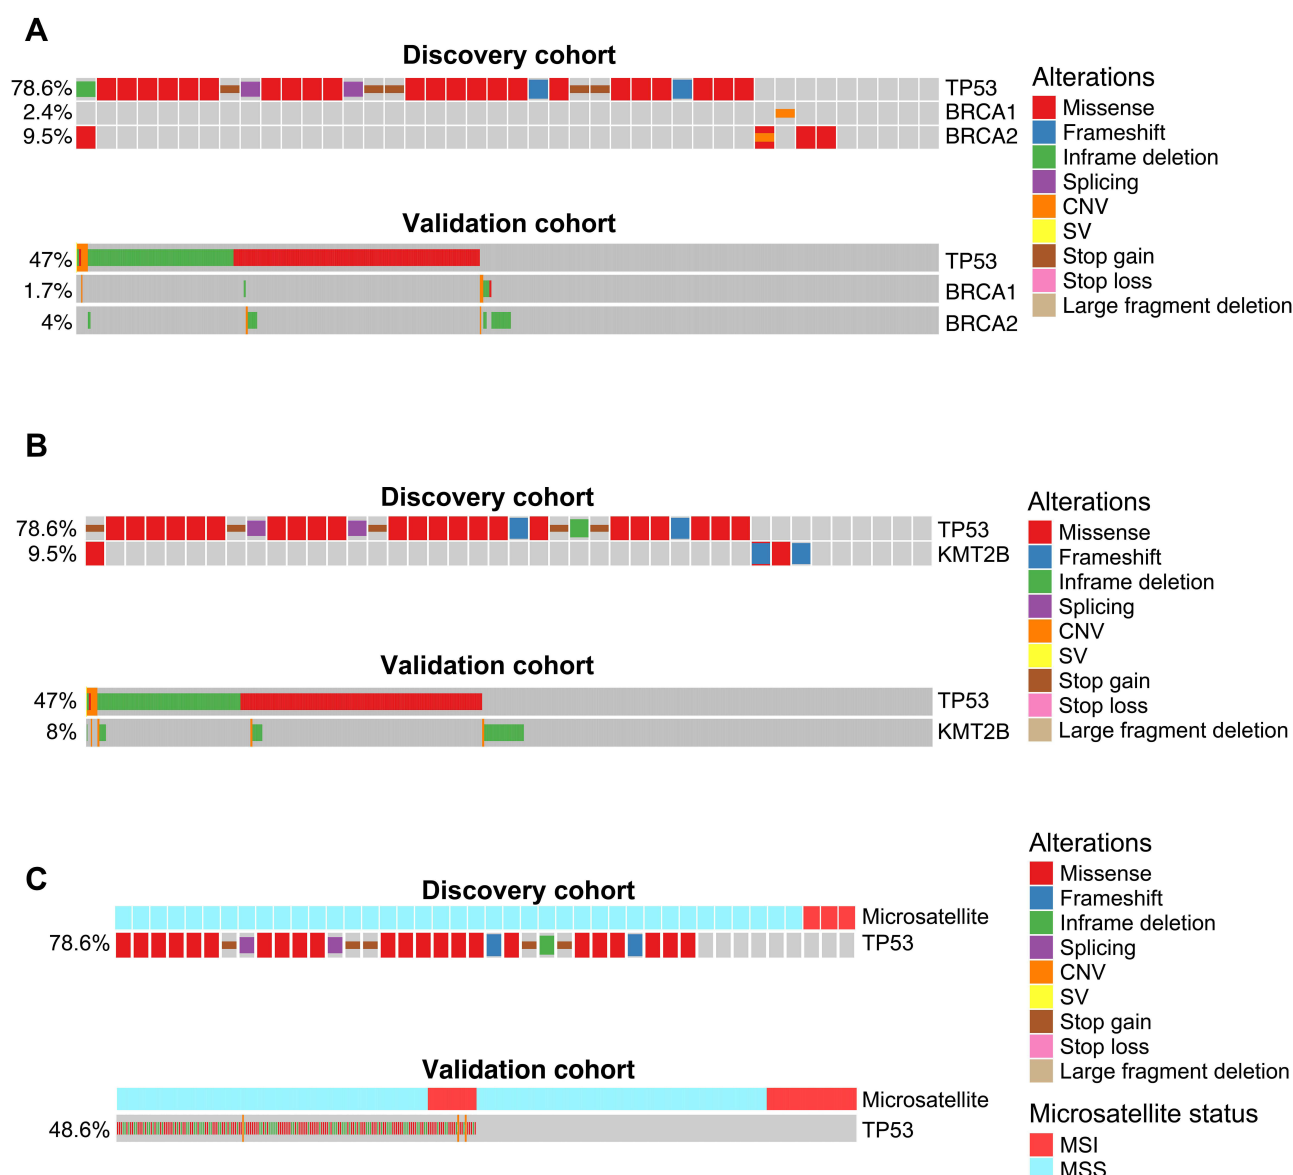 A
Discovery cohort
78.6% TP53
2.4% BRCA1
9.5% BRCA2
Validation cohort
47% TP53
1.7% BRCA1
4% BRCA2
Alterations
Missense
Frameshift
Inframe deletion
Splicing
CNV
SV
Stop gain
Stop loss
Large fragment deletion
B
Discovery cohort
78.6% TP53
9.5% KMT2B
Validation cohort
47% TP53
8% KMT2B
Alterations
Missense
Frameshift
Inframe deletion
Splicing
CNV
SV
Stop gain
Stop loss
Large fragment deletion
C
Discovery cohort
Microsatellite
78.6% TP53
Validation cohort
Microsatellite
48.6% TP53
Alterations
Missense
Frameshift
Inframe deletion
Splicing
CNV
SV
Stop gain
Stop loss
Large fragment deletion
Microsatellite status
MSI
MSS